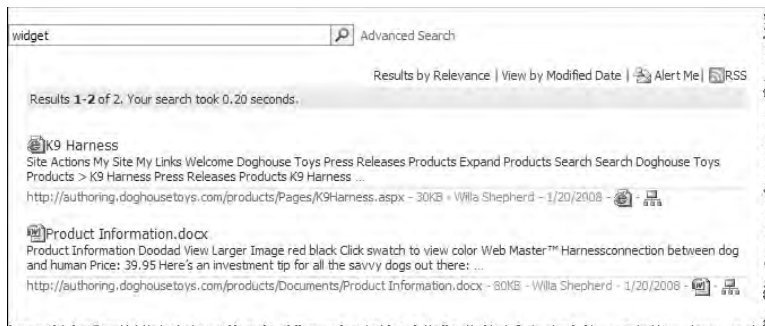 widget Advanced Search
Results by Relevance | View by Modified Date | Alert Me | RSS
Results 1-2 of 2. Your search took 0.20 seconds.
K9 Harness
Site Actions My Site My Links Welcome Doghouse Toys Press Releases Products Expand Products Search Search Doghouse Toys
Products > K9 Harness Press Releases Products K9 Harness ...
http://authoring.doghousetoys.com/products/Pages/K9Harness.aspx - 30KB - Willa Shepherd - 1/20/2008 - -
Product Information.docx
Product Information Doodad View Larger Image red black Click swatch to view color Web Master™ Harnessconnection between dog
and human Price: 39.95 Here's an investment tip for all the savvy dogs out there: ...
http://authoring.doghousetoys.com/products/Documents/Product Information.docx - 80KB - Willa Shepherd - 1/20/2008 - -